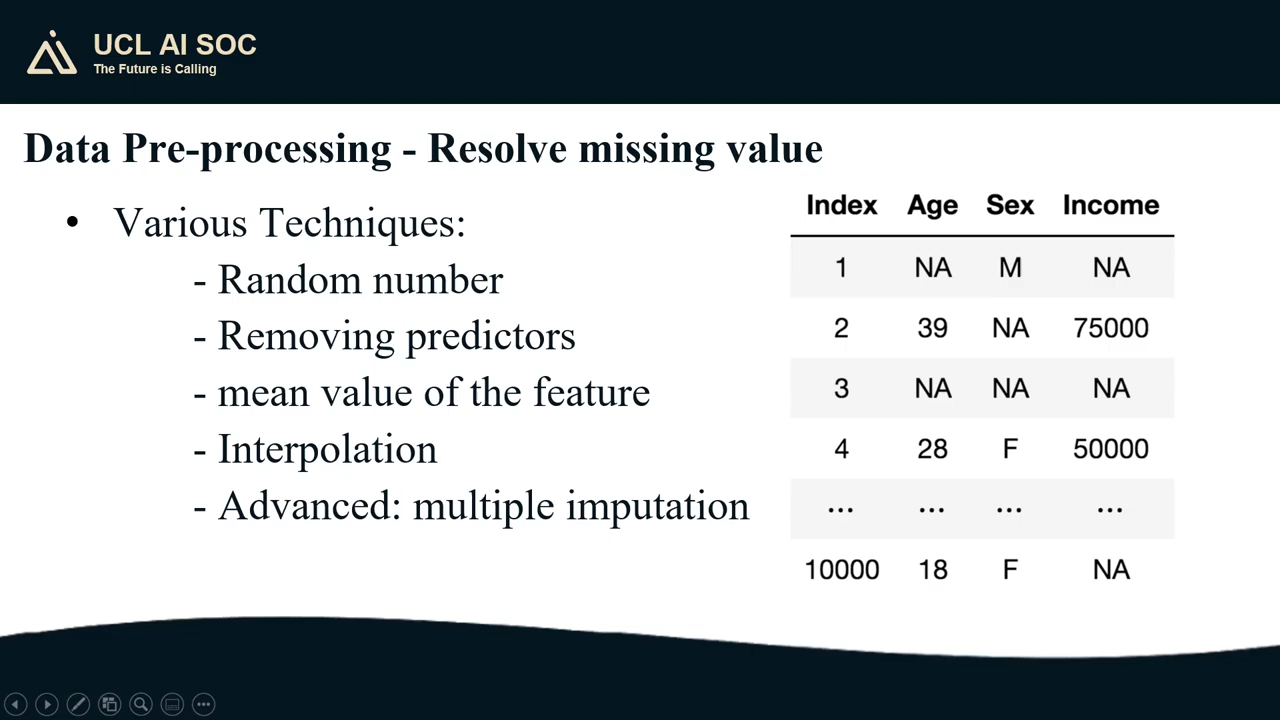 UCL AI SOC
The Future is Calling
Data Pre-processing - Resolve missing value
• Various Techniques:
- Random number
- Removing predictors
- mean value of the feature
- Interpolation
- Advanced: multiple imputation
Index Age Sex Income
1 NA M NA
2 39 NA 75000
3 NA NA NA
4 28 F 50000
... ... ... ...
10000 18 F NA